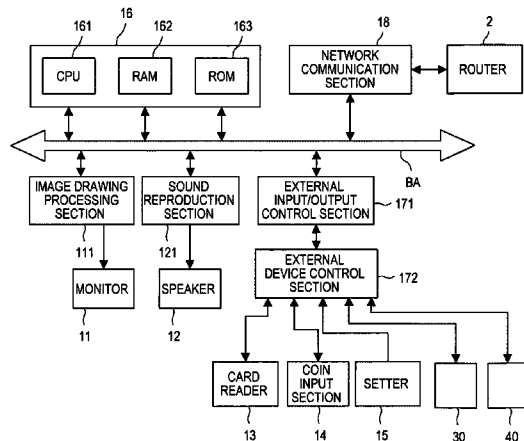 161
16
162
163
18
2
CPU
RAM
ROM
NETWORK
COMMUNICATION
SECTION
ROUTER
BA
IMAGE DRAWING
PROCESSING
SECTION
SOUND
REPRODUCTION
SECTION
EXTERNAL
INPUT/OUTPUT
CONTROL SECTION
171
111
121
EXTERNAL
DEVICE CONTROL
SECTION
172
MONITOR
SPEAKER
11
12
CARD
READER
COIN
INPUT
SECTION
SETTER
13
14
15
30
40